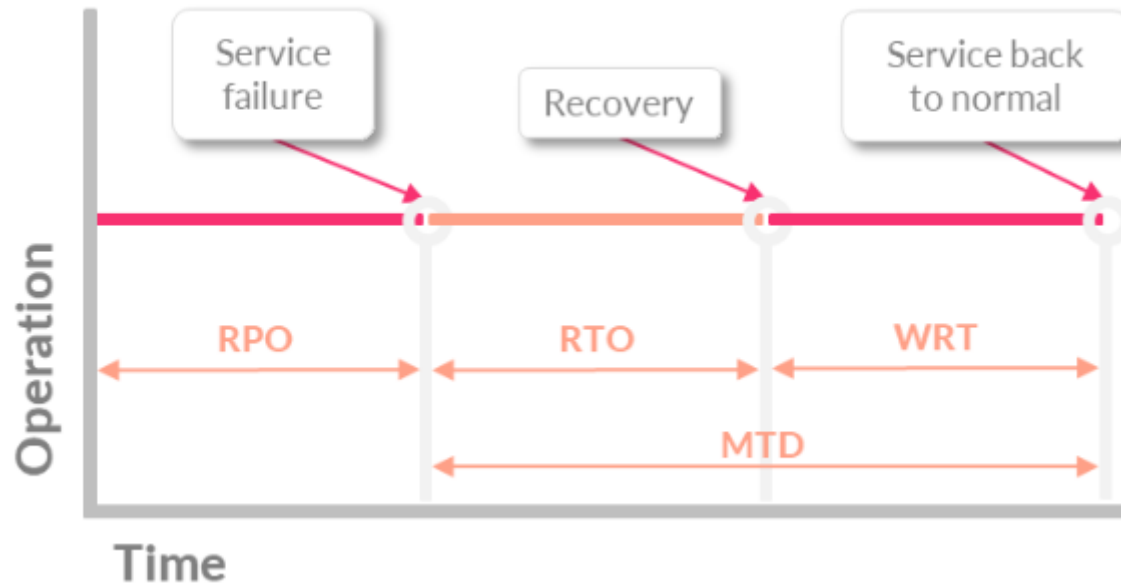 Service
failure
Recovery
Service back
to normal
Operation
RPO
RTO
WRT
MTD
Time